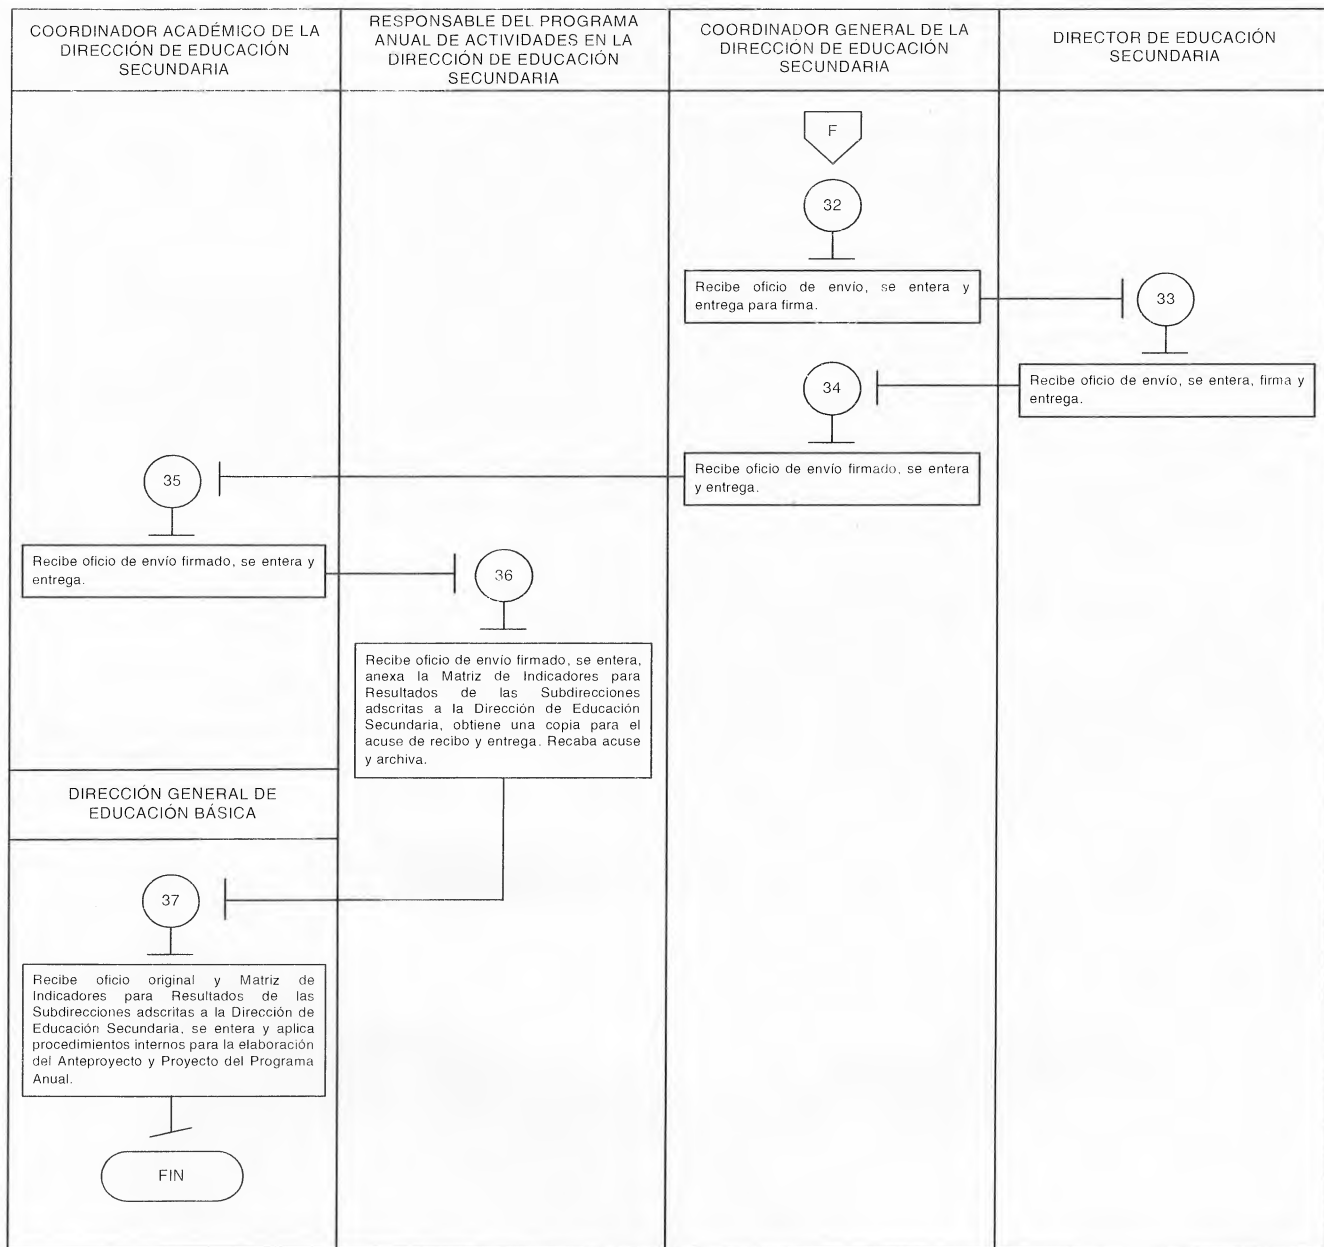 COORDINADOR ACADÉMICO DE LA
DIRECCIÓN DE EDUCACIÓN
SECUNDARIA
RESPONSABLE DEL PROGRAMA
ANUAL DE ACTIVIDADES EN LA
DIRECCIÓN DE EDUCACIÓN
SECUNDARIA
COORDINADOR GENERAL DE LA
DIRECCIÓN DE EDUCACIÓN
SECUNDARIA
DIRECTOR DE EDUCACIÓN
SECUNDARIA
F
32
Recibe oficio de envío, se entera y
entrega para firma.
33
Recibe oficio de envío, se entera, firma y
entrega.
34
Recibe oficio de envío firmado, se entera
y entrega.
35
Recibe oficio de envío firmado, se entera y
entrega.
36
Recibe oficio de envío firmado, se entera,
anexa la Matriz de Indicadores para
Resultados de las Subdirecciones
adscritas a la Dirección de Educación
Secundaria, obtiene una copia para el
acuse de recibo y entrega. Recaba acuse
y archiva.
DIRECCIÓN GENERAL DE
EDUCACIÓN BÁSICA
37
Recibe oficio original y Matriz de
Indicadores para Resultados de las
Subdirecciones adscritas a la Dirección de
Educación Secundaria, se entera y aplica
procedimientos internos para la elaboración
del Anteproyecto y Proyecto del Programa
Anual.
FIN